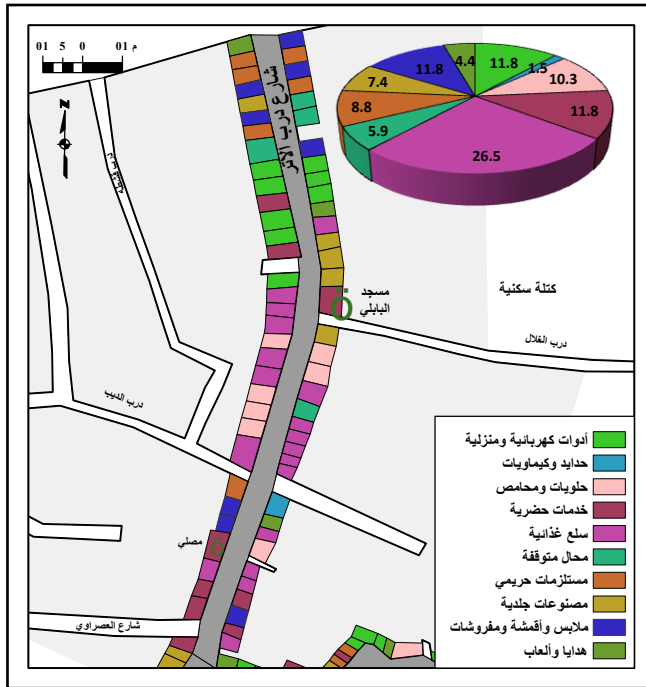 م 01 0 5 01
N
شارع درب الاتر
11.8
1.5
10.3
11.8
26.5
5.9
8.8
7.4
11.8
4.4
كتلة سكنية
مسجد
البابلي
درب الغلال
درب الديب
مصلي
شارع العصراوي
أدوات كهربائية ومنزلية
حدايد وكيماويات
حلويات ومحامص
خدمات حضرية
سلع غذائية
محال متوقفة
مستلزمات حريمي
مصنوعات جلدية
ملابس وأقمشة ومفروشات
هدايا وألعاب